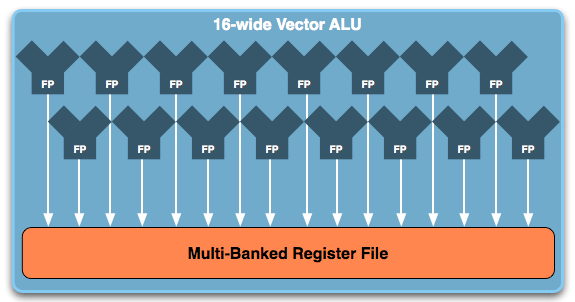 16-wide Vector ALU
FP FP FP FP FP FP FP FP
FP FP FP FP FP FP FP FP
Multi-Banked Register File